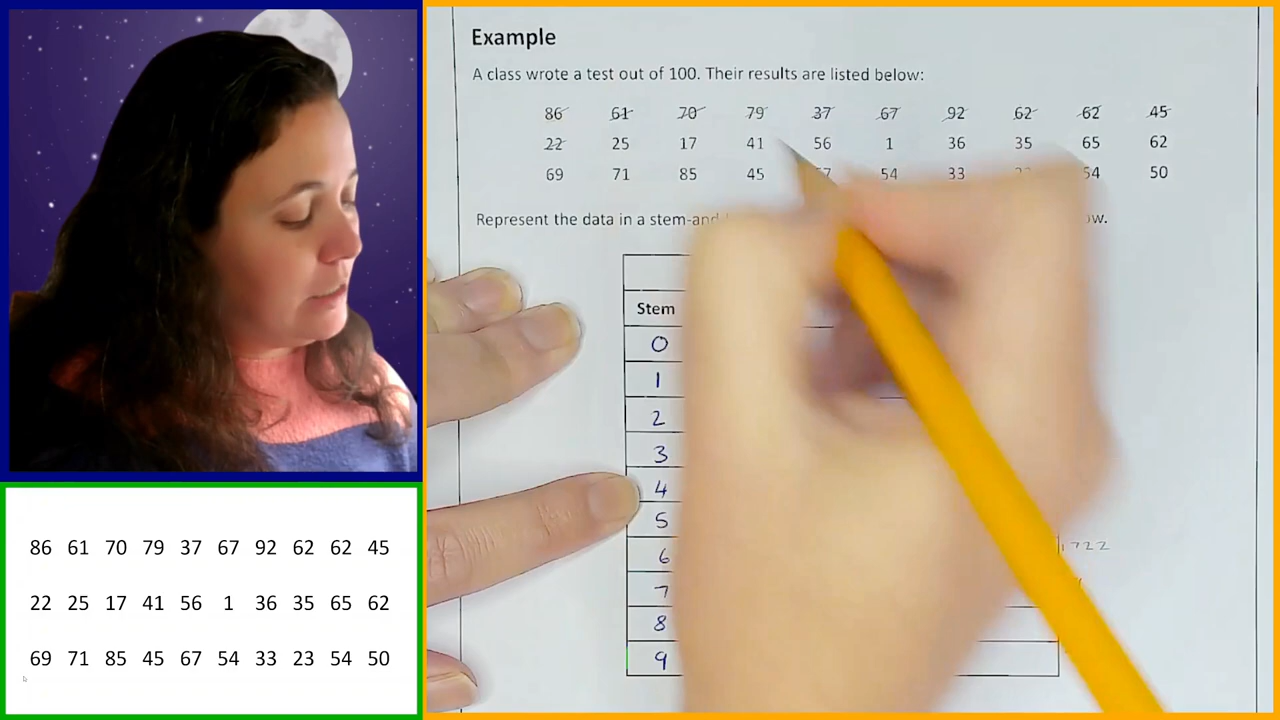 Example
A class wrote a test out of 100. Their results are listed below:
86 61 70 79 37 67 92 62 62 45
22 25 17 41 56 1 36 35 65 62
69 71 85 45 54 33 54 50
Represent the data in a stem-and
Stem
0
1
2
3
4
5
6 1722
7
8
9
86 61 70 79 37 67 92 62 62 45
22 25 17 41 56 1 36 35 65 62
69 71 85 45 67 54 33 23 54 50